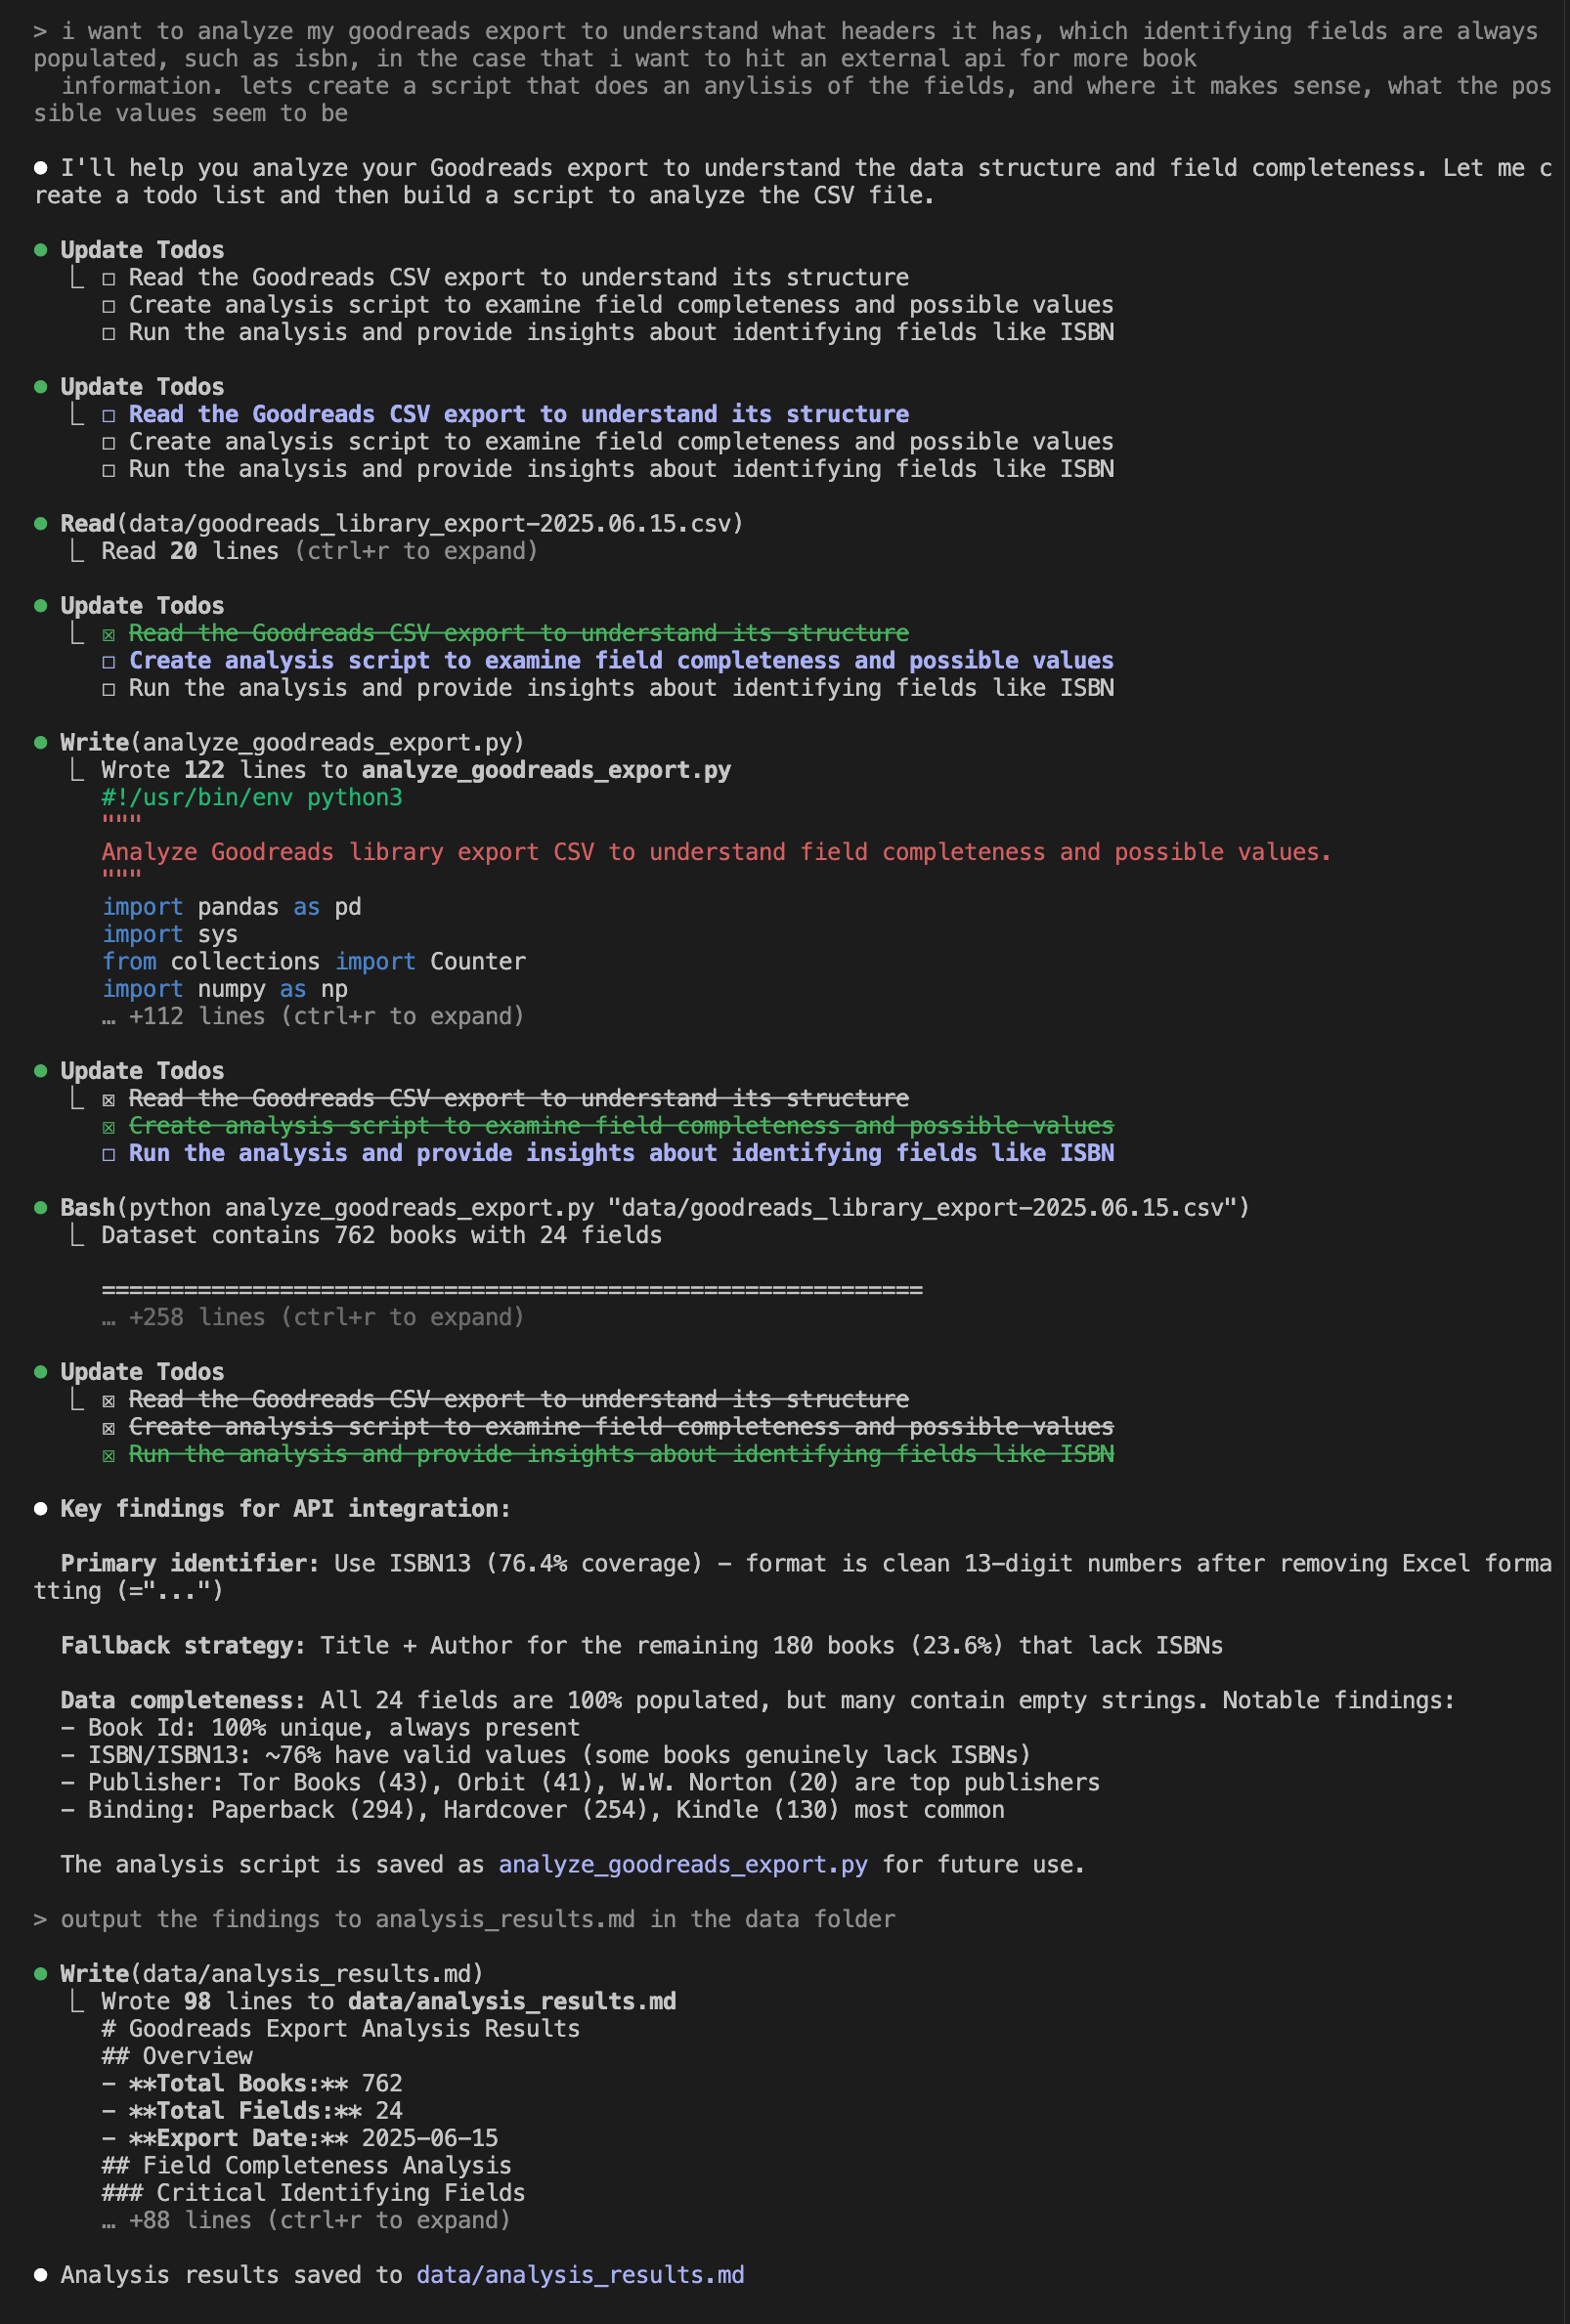 > i want to analyze my goodreads export to understand what headers it has, which identifying fields are always
populated, such as isbn, in the case that i want to hit an external api for more book
information. lets create a script that does an anylisis of the fields, and where it makes sense, what the pos
sible values seem to be
● I'll help you analyze your Goodreads export to understand the data structure and field completeness. Let me c
reate a todo list and then build a script to analyze the CSV file.
● Update Todos
⎿ ☐ Read the Goodreads CSV export to understand its structure
☐ Create analysis script to examine field completeness and possible values
☐ Run the analysis and provide insights about identifying fields like ISBN
● Update Todos
⎿ ☐ Read the Goodreads CSV export to understand its structure
☐ Create analysis script to examine field completeness and possible values
☐ Run the analysis and provide insights about identifying fields like ISBN
● Read(data/goodreads_library_export-2025.06.15.csv)
⎿ Read 20 lines (ctrl+r to expand)
● Update Todos
⎿ ☒ Read the Goodreads CSV export to understand its structure
☐ Create analysis script to examine field completeness and possible values
☐ Run the analysis and provide insights about identifying fields like ISBN
● Write(analyze_goodreads_export.py)
⎿ Wrote 122 lines to analyze_goodreads_export.py
#!/usr/bin/env python3
"""
Analyze Goodreads library export CSV to understand field completeness and possible values.
"""
import pandas as pd
import sys
from collections import Counter
import numpy as np
… +112 lines (ctrl+r to expand)
● Update Todos
⎿ ☒ Read the Goodreads CSV export to understand its structure
☒ Create analysis script to examine field completeness and possible values
☐ Run the analysis and provide insights about identifying fields like ISBN
● Bash(python analyze_goodreads_export.py "data/goodreads_library_export-2025.06.15.csv")
⎿ Dataset contains 762 books with 24 fields
============================================================
… +258 lines (ctrl+r to expand)
● Update Todos
⎿ ☒ Read the Goodreads CSV export to understand its structure
☒ Create analysis script to examine field completeness and possible values
☒ Run the analysis and provide insights about identifying fields like ISBN
● Key findings for API integration:
Primary identifier: Use ISBN13 (76.4% coverage) - format is clean 13-digit numbers after removing Excel forma
tting (="...")
Fallback strategy: Title + Author for the remaining 180 books (23.6%) that lack ISBNs
Data completeness: All 24 fields are 100% populated, but many contain empty strings. Notable findings:
- Book Id: 100% unique, always present
- ISBN/ISBN13: ~76% have valid values (some books genuinely lack ISBNs)
- Publisher: Tor Books (43), Orbit (41), W.W. Norton (20) are top publishers
- Binding: Paperback (294), Hardcover (254), Kindle (130) most common
The analysis script is saved as analyze_goodreads_export.py for future use.
> output the findings to analysis_results.md in the data folder
● Write(data/analysis_results.md)
⎿ Wrote 98 lines to data/analysis_results.md
# Goodreads Export Analysis Results
## Overview
- **Total Books:** 762
- **Total Fields:** 24
- **Export Date:** 2025-06-15
## Field Completeness Analysis
### Critical Identifying Fields
… +88 lines (ctrl+r to expand)
● Analysis results saved to data/analysis_results.md